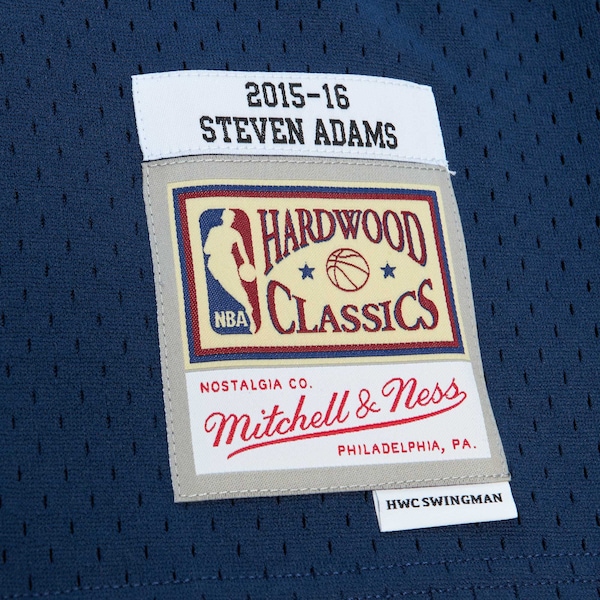 2015-16
STEVEN ADAMS
HARDWOOD
CLASSICS
NBA
NOSTALGIA CO.
Mitchell & Ness
PHILADELPHIA, PA.
HWC SWINGMAN